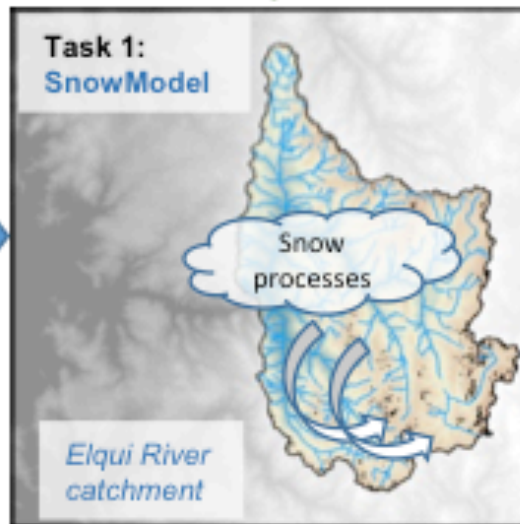 Task 1:
SnowModel
Snow
processes
Elqui River
catchment